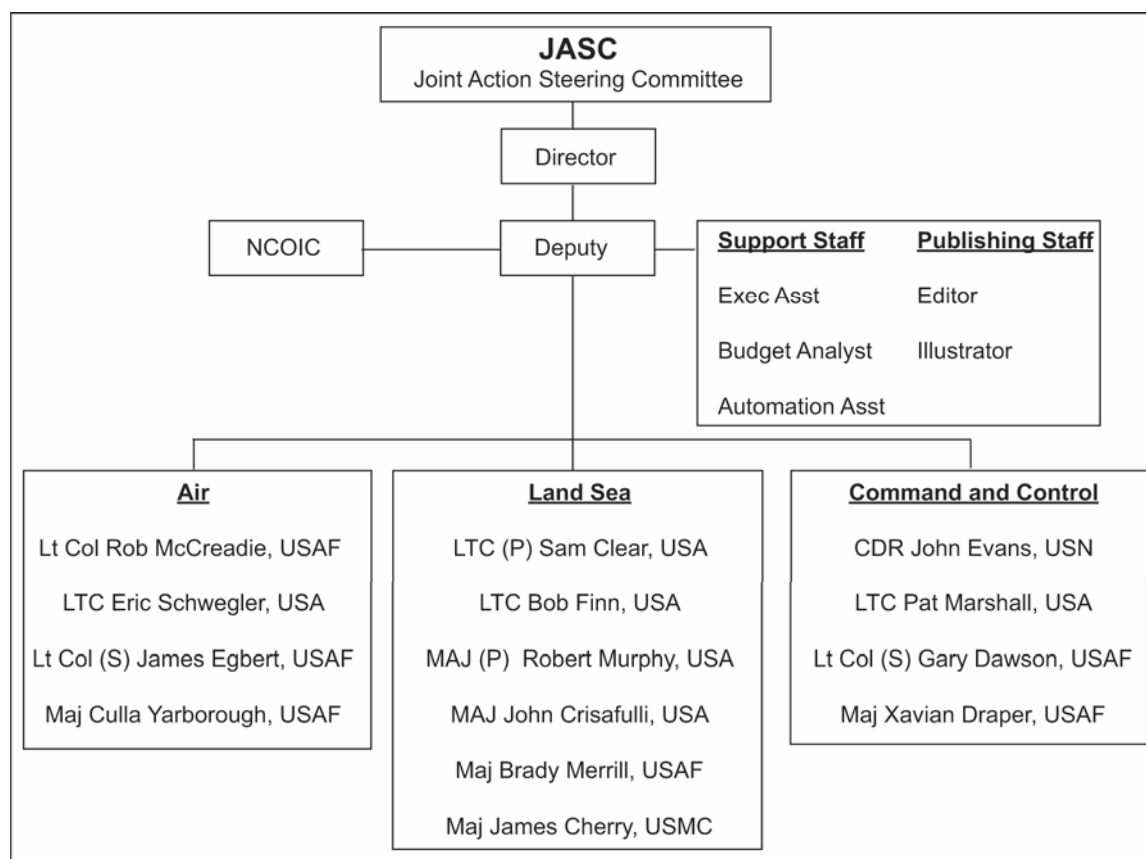 JASC
Joint Action Steering Committee
Director
NCOIC
Deputy
Support Staff
Exec Asst
Budget Analyst
Automation Asst
Publishing Staff
Editor
Illustrator
Air
Lt Col Rob McCreadie, USAF
LTC Eric Schwegler, USA
Lt Col (S) James Egbert, USAF
Maj Culla Yarborough, USAF
Land Sea
LTC (P) Sam Clear, USA
LTC Bob Finn, USA
MAJ (P)  Robert Murphy, USA
MAJ John Crisafulli, USA
Maj Brady Merrill, USAF
Maj James Cherry, USMC
Command and Control
CDR John Evans, USN
LTC Pat Marshall, USA
Lt Col (S) Gary Dawson, USAF
Maj Xavian Draper, USAF